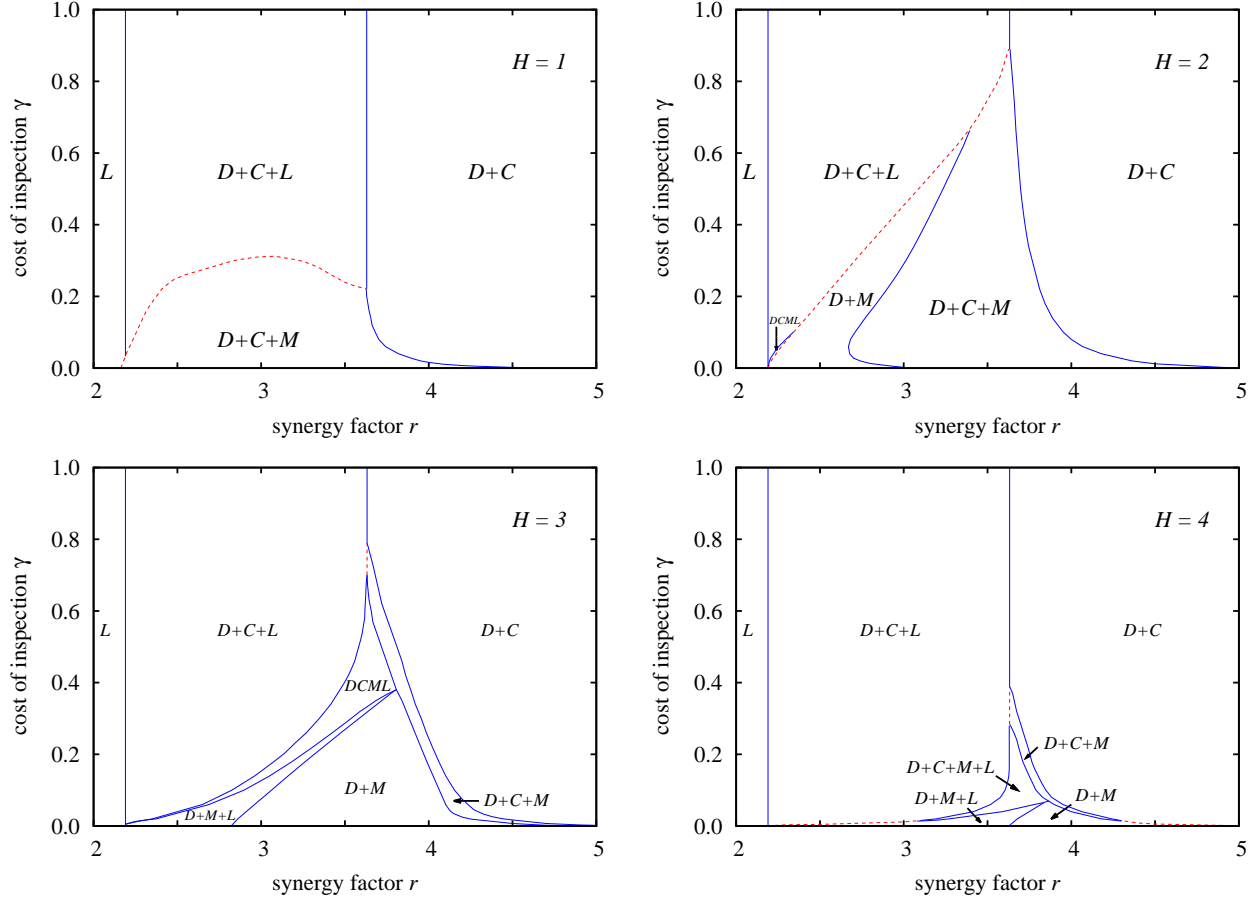 1.0
0.8
0.6
0.4
0.2
0.0
2
3
4
5
cost of inspection γ
synergy factor r
H = 1
L
D+C+L
D+C
D+C+M
1.0
0.8
0.6
0.4
0.2
0.0
2
3
4
5
cost of inspection γ
synergy factor r
H = 2
L
D+C+L
D+C
D+M
DCML
D+C+M
1.0
0.8
0.6
0.4
0.2
0.0
2
3
4
5
cost of inspection γ
synergy factor r
H = 3
L
D+C+L
D+C
DCML
D+M
D+C+M
D+M+L
1.0
0.8
0.6
0.4
0.2
0.0
2
3
4
5
cost of inspection γ
synergy factor r
H = 4
L
D+C+L
D+C
D+C+M
D+C+M+L
D+M+L
D+M